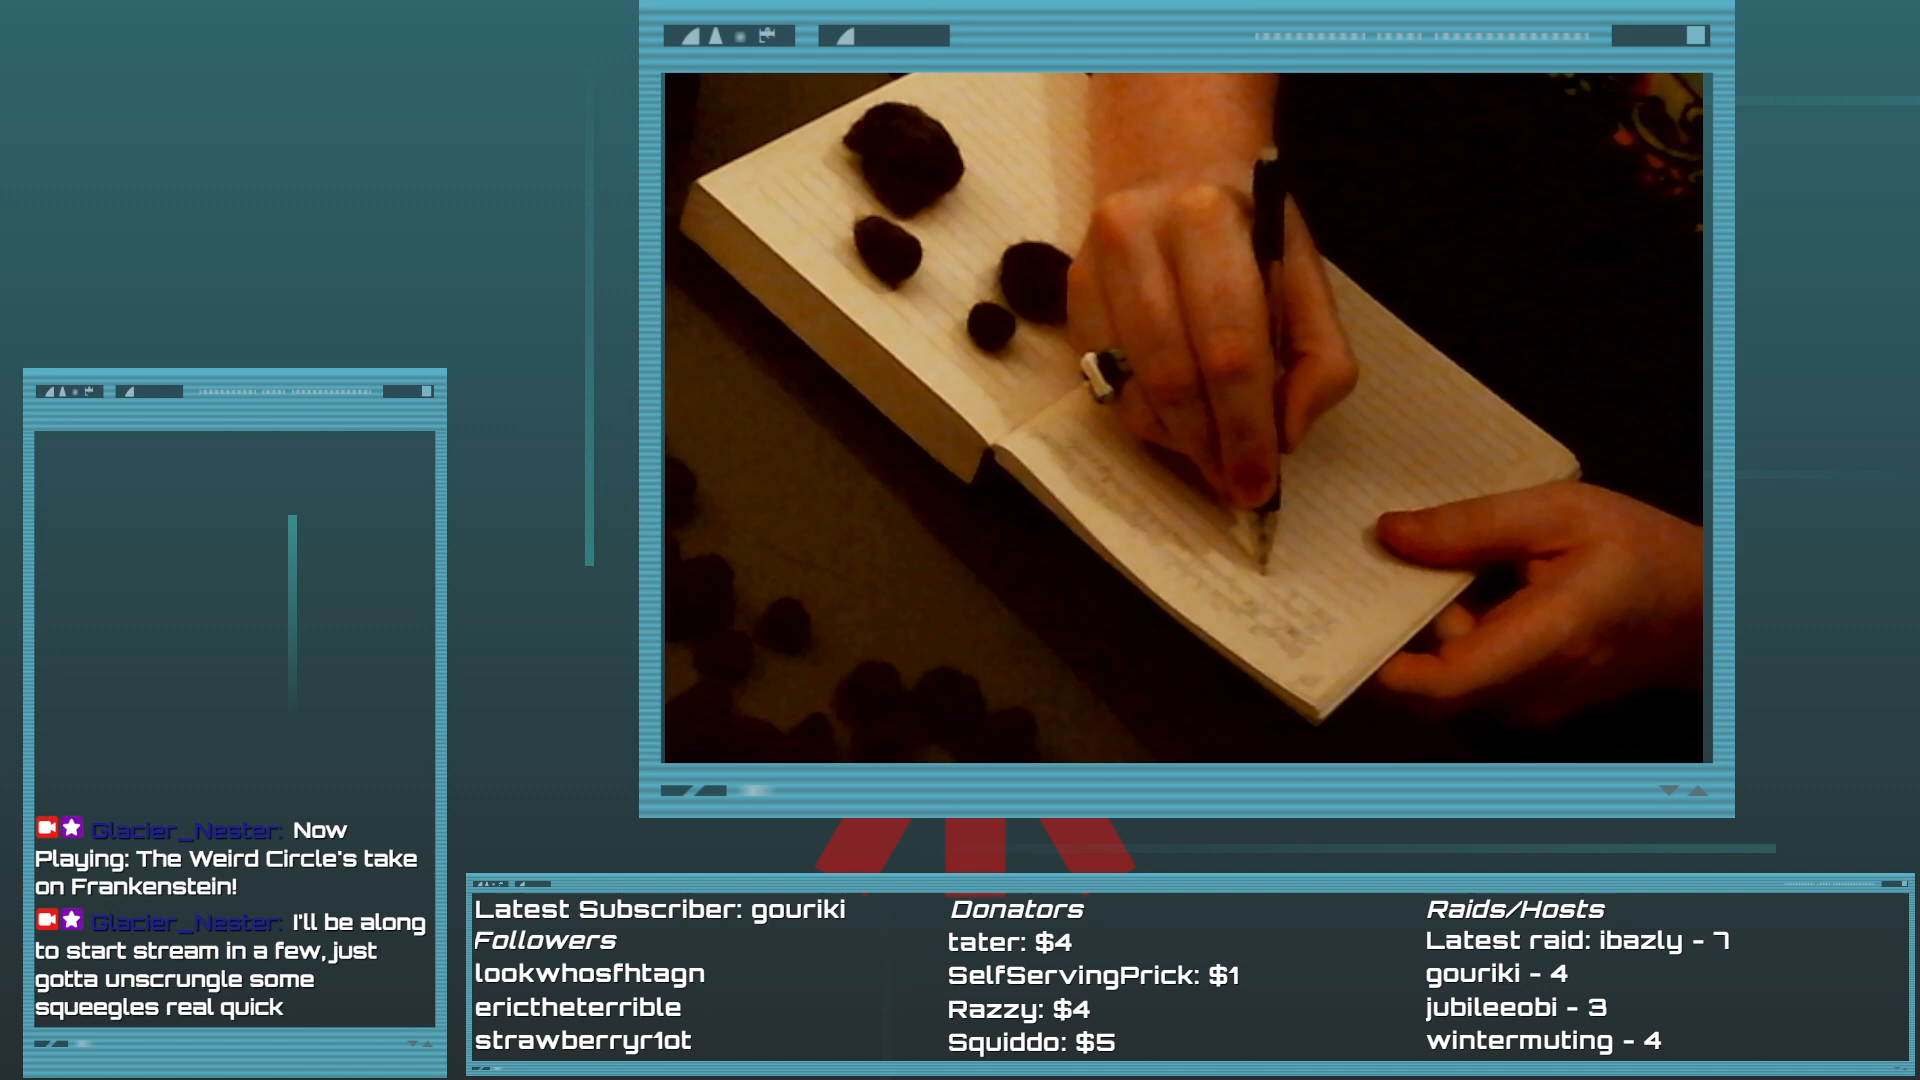 Glacier_Nester: Now
Playing: The Weird Circle's take
on Frankenstein!
Glacier_Nester: I'll be along
to start stream in a few, just
gotta unscrungle some
squeegles real quick
Latest Subscriber: gouriki
Followers
lookwhosfhtagn
erictheterrible
strawberryr1ot
Donators
tater: $4
SelfServingPrick: $1
Razzy: $4
Squiddo: $5
Raids/Hosts
Latest raid: ibazly - 7
gouriki - 4
jubileeobi - 3
wintermuting - 4